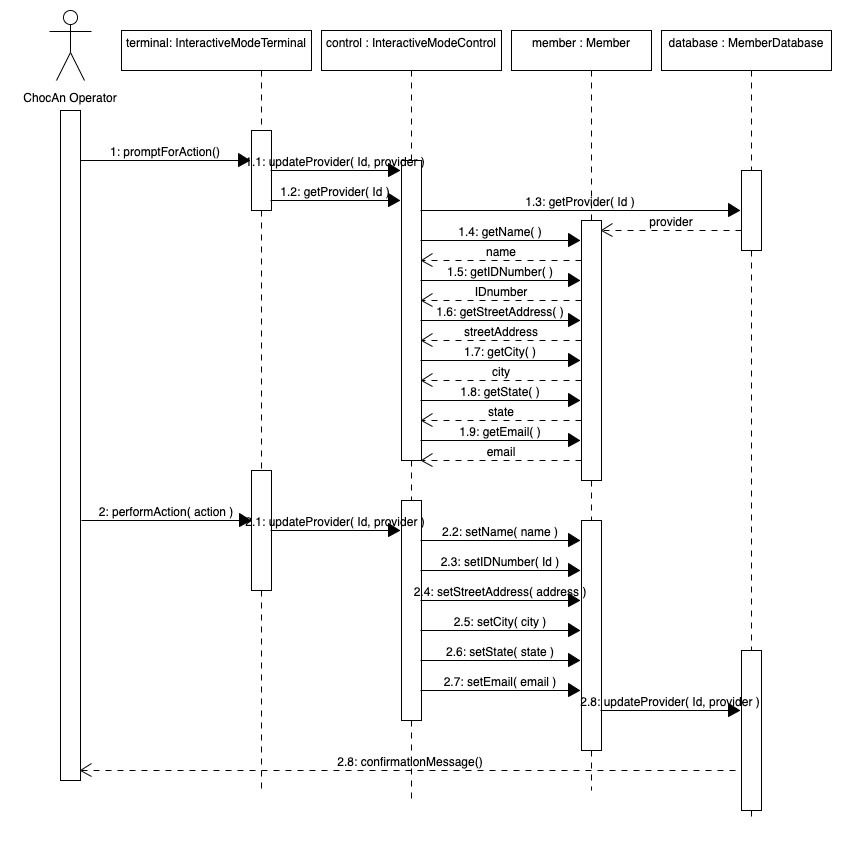 terminal: InteractiveModeTerminal
control : InteractiveModeControl
member : Member
database : MemberDatabase
ChocAn Operator
1: promptForAction()
1.1: updateProvider( Id, provider )
1.2: getProvider( Id )
1.3: getProvider( Id )
provider
1.4: getName( )
name
1.5: getIDNumber( )
IDnumber
1.6: getStreetAddress( )
streetAddress
1.7: getCity( )
city
1.8: getState( )
state
1.9: getEmail( )
email
2: performAction( action )
2.1: updateProvider( Id, provider )
2.2: setName( name )
2.3: setIDNumber( Id )
2.4: setStreetAddress( address )
2.5: setCity( city )
2.6: setState( state )
2.7: setEmail( email )
2.8: updateProvider( Id, provider )
2.8: confirmationMessage()